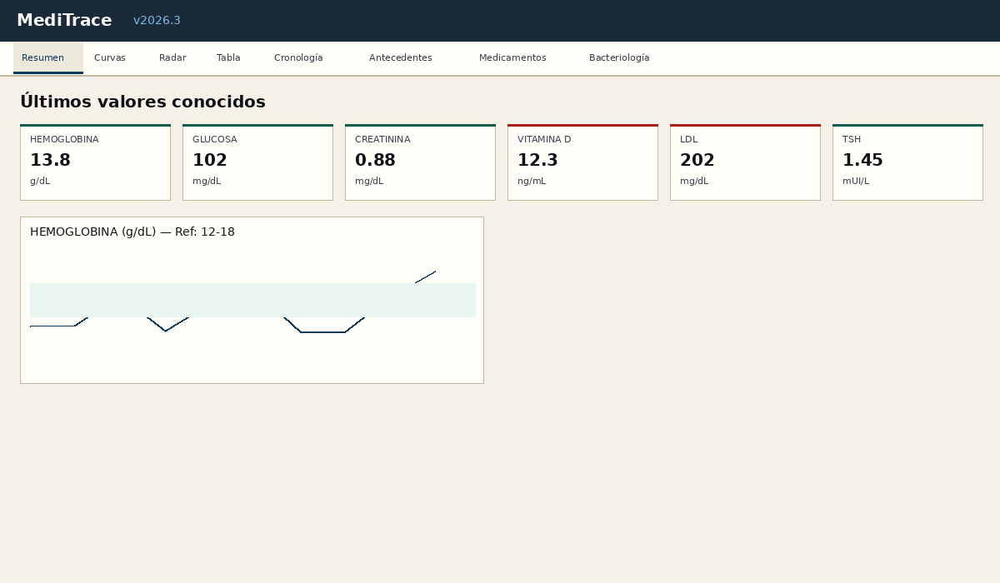 MediTrace v2026.3
Resumen Curvas Radar Tabla Cronología Antecedentes Medicamentos Bacteriología
Últimos valores conocidos
HEMOGLOBINA
13.8
g/dL
GLUCOSA
102
mg/dL
CREATININA
0.88
mg/dL
VITAMINA D
12.3
ng/mL
LDL
202
mg/dL
TSH
1.45
mUI/L
HEMOGLOBINA (g/dL) — Ref: 12-18